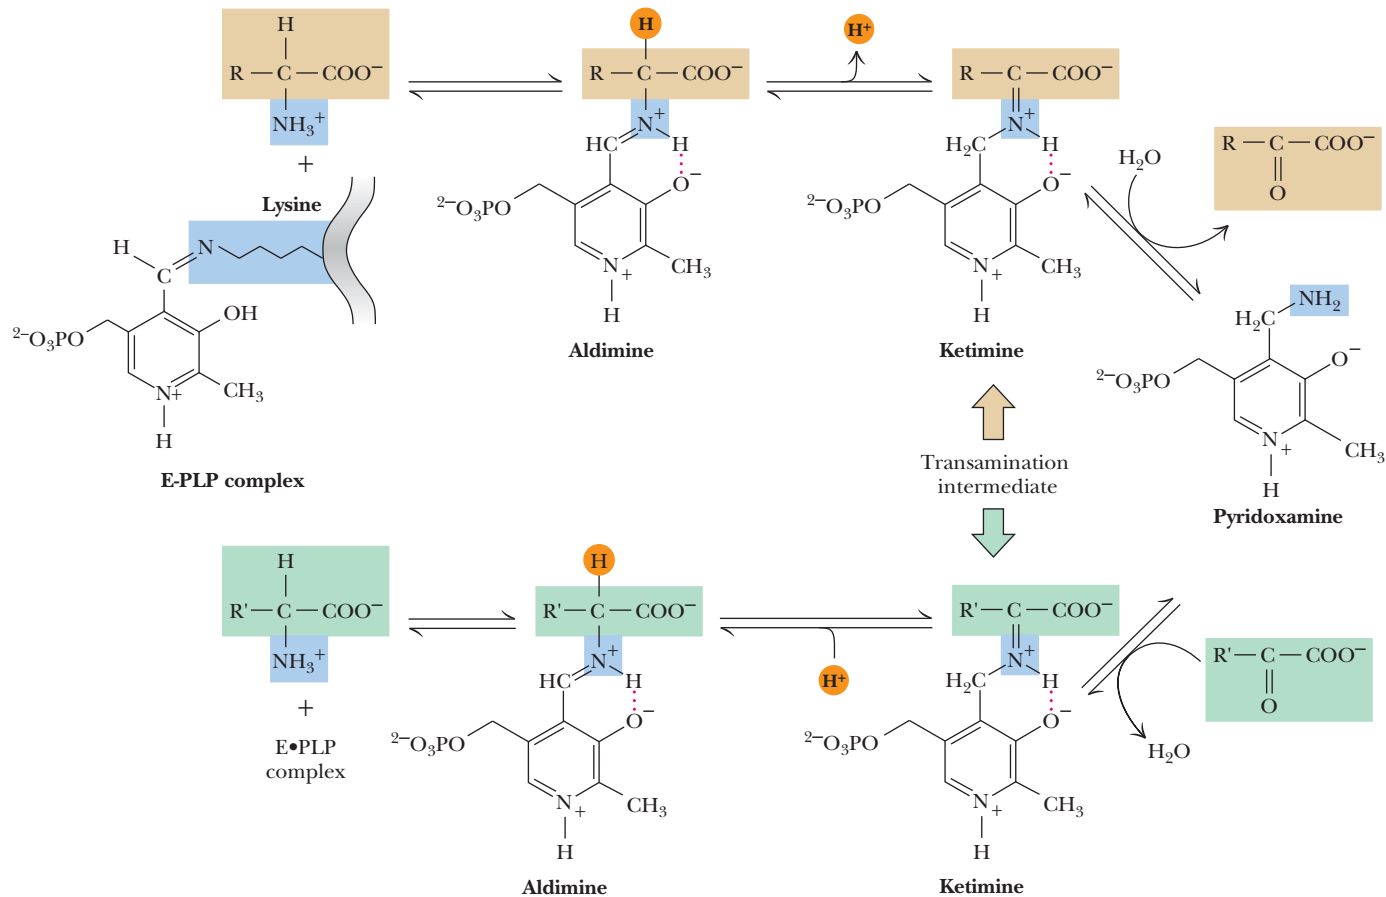 H
R — C — COO⁻
NH₃⁺
+
Lysine
H
N
C
OH
²⁻O₃PO
CH₃
N+
H
E-PLP complex
H
R — C — COO⁻
N⁺
HC
H
O⁻
²⁻O₃PO
CH₃
N+
H
Aldimine
H⁺
R — C — COO⁻
N⁺
H₂C
H
O⁻
²⁻O₃PO
CH₃
N+
H
Ketimine
H₂O
R — C — COO⁻
O
NH₂
H₂C
O⁻
²⁻O₃PO
CH₃
N+
H
Pyridoxamine
Transamination
intermediate
H
R' — C — COO⁻
NH₃⁺
+
E•PLP
complex
H
R' — C — COO⁻
N⁺
HC
H
O⁻
²⁻O₃PO
CH₃
N+
H
Aldimine
H⁺
R' — C — COO⁻
N⁺
H₂C
H
O⁻
²⁻O₃PO
CH₃
N+
H
Ketimine
R' — C — COO⁻
O
H₂O